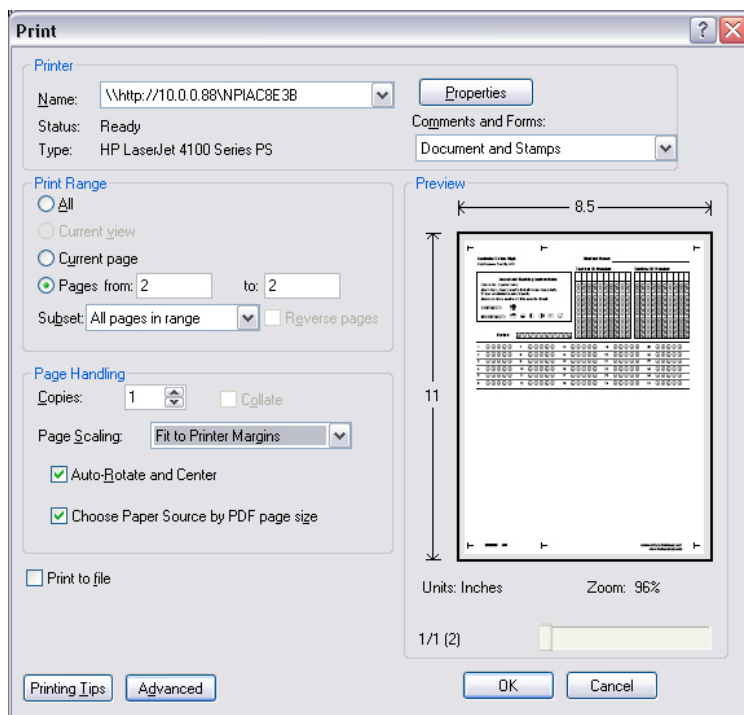 Print
Printer
Name: \\http://10.0.0.88\NPIAC8E3B
Properties
Status: Ready
Comments and Forms:
Type: HP LaserJet 4100 Series PS
Document and Stamps
Print Range
All
Current view
Current page
Pages from: 2 to: 2
Subset: All pages in range
Reverse pages
Page Handling
Copies: 1
Collate
Page Scaling: Fit to Printer Margins
Auto-Rotate and Center
Choose Paper Source by PDF page size
Print to file
Preview
8.5
11
Units: Inches Zoom: 96%
1/1 (2)
Printing Tips
Advanced
OK
Cancel